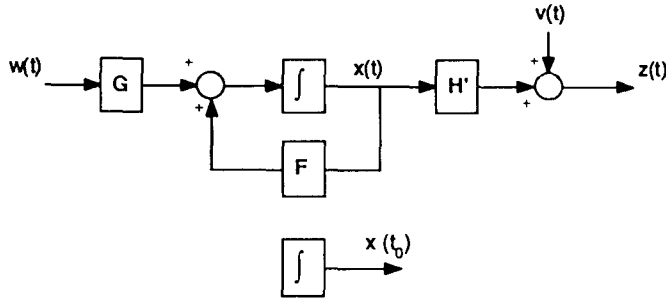 v(t)
w(t)
G
+
+
∫
x(t)
F
H'
+
+
z(t)
∫
x (t₀)